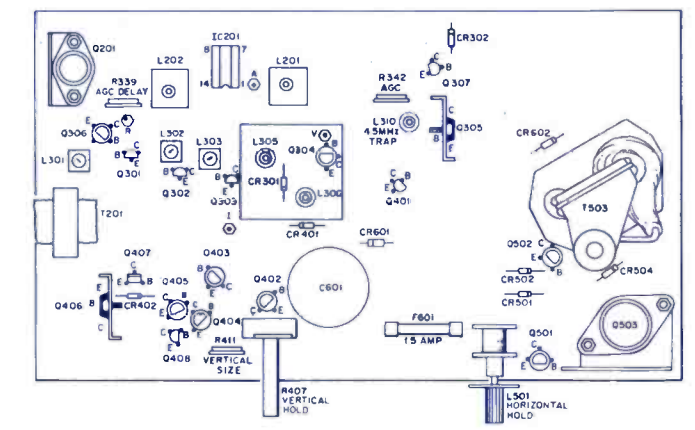 Q201
IC201
8 7
14 1
A
L202
L201
R339
AGC DELAY
CR302
B
C
E
Q307
R342
AGC
L310
4.5MHz
TRAP
C
B
E
Q305
CR602
Q306
E C
B
R
L302
L303
L305
V
Q304
E
B
C
L301
B C
E
Q301
B C
E
Q302
B C
E
Q303
CR301
C
B
E
Q401
T201
I
CR401
CR601
T503
Q502
C
E
B
CR502
CR504
CR501
Q407
C
E B
Q403
B
E
C
Q405
C
B
E
Q402
B
E
C
C601
E
Q406 B
C
CR402
Q404
C
B
E
Q408
R411
VERTICAL
SIZE
F601
1.5 AMP
Q501
C
E
B
Q503
R407
VERTICAL
HOLD
L501
HORIZONTAL
HOLD